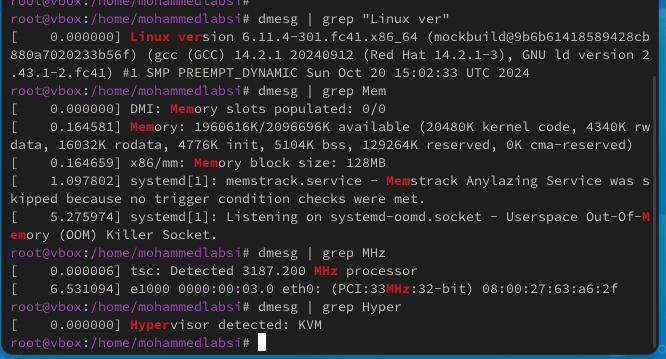 root@vbox:/home/mohammedlabsi#
root@vbox:/home/mohammedlabsi# dmesg | grep "Linux ver"
[    0.000000] Linux version 6.11.4-301.fc41.x86_64 (mockbuild@9b6b61418589428cb
880a7020233b56f) (gcc (GCC) 14.2.1 20240912 (Red Hat 14.2.1-3), GNU ld version 2
.43.1-2.fc41) #1 SMP PREEMPT_DYNAMIC Sun Oct 20 15:02:33 UTC 2024
root@vbox:/home/mohammedlabsi# dmesg | grep Mem
[    0.000000] DMI: Memory slots populated: 0/0
[    0.164581] Memory: 1960616K/2096696K available (20480K kernel code, 4340K rw
data, 16032K rodata, 4776K init, 5104K bss, 129264K reserved, 0K cma-reserved)
[    0.164659] x86/mm: Memory block size: 128MB
[    1.097802] systemd[1]: memstrack.service - Memstrack Anylazing Service was s
kipped because no trigger condition checks were met.
[    5.275974] systemd[1]: Listening on systemd-oomd.socket - Userspace Out-Of-M
emory (OOM) Killer Socket.
root@vbox:/home/mohammedlabsi# dmesg | grep MHz
[    0.000006] tsc: Detected 3187.200 MHz processor
[    6.531094] e1000 0000:00:03.0 eth0: (PCI:33MHz:32-bit) 08:00:27:63:a6:2f
root@vbox:/home/mohammedlabsi# dmesg | grep Hyper
[    0.000000] Hypervisor detected: KVM
root@vbox:/home/mohammedlabsi#